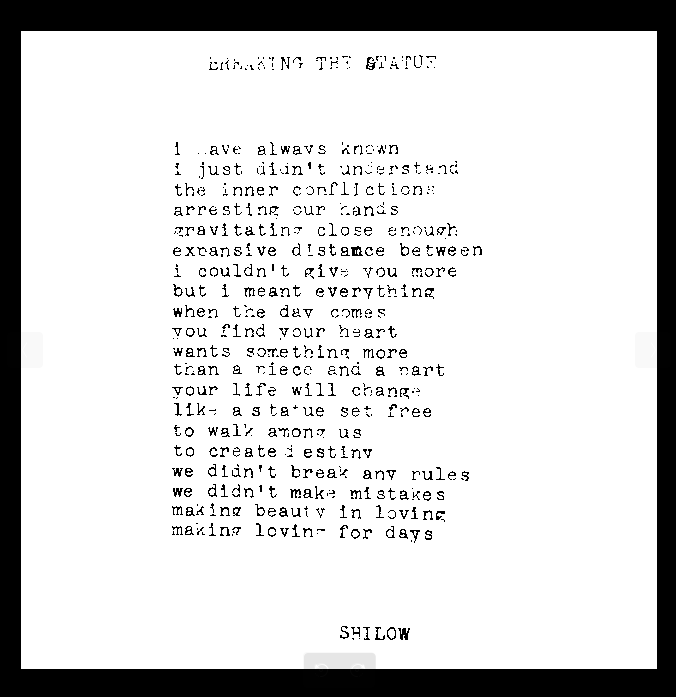 BREAKING THE STATUE
i have always known
i just didn't understand
the inner conflictions
arresting our hands
gravitating close enough
expansive distance between
i couldn't give you more
but i meant everything
when the day comes
you find your heart
wants something more
than a piece and a part
your life will change
like a statue set free
to walk among us
to create destiny
we didn't break any rules
we didn't make mistakes
making beauty in loving
making loving for days
SHILOW